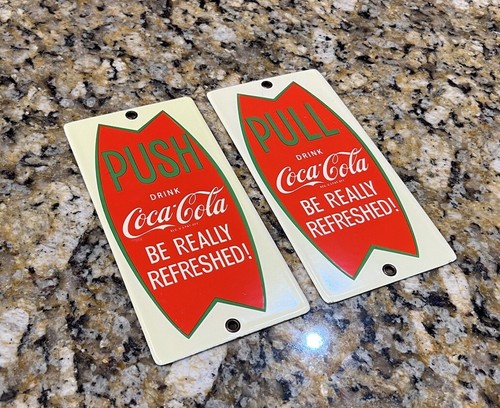 PUSH
DRINK
Coca-Cola
BE REALLY
REFRESHED!
PULL
DRINK
Coca-Cola
BE REALLY
REFRESHED!